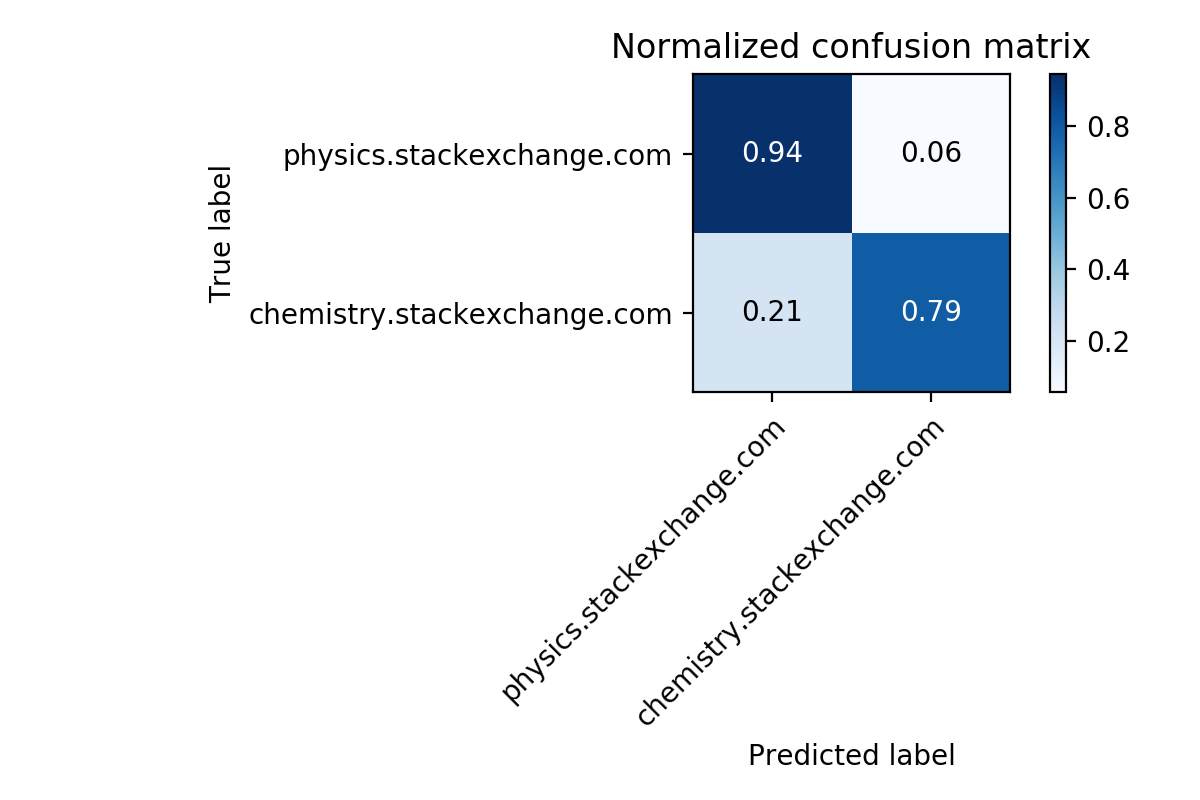 Normalized confusion matrix
True label
physics.stackexchange.com
0.94
0.06
chemistry.stackexchange.com
0.21
0.79
0.8
0.6
0.4
0.2
physics.stackexchange.com
chemistry.stackexchange.com
Predicted label